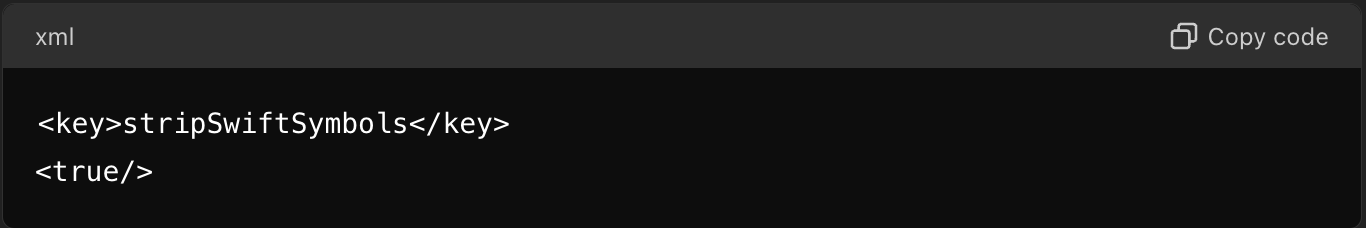 xml
Copy code
<key>stripSwiftSymbols</key>
<true/>